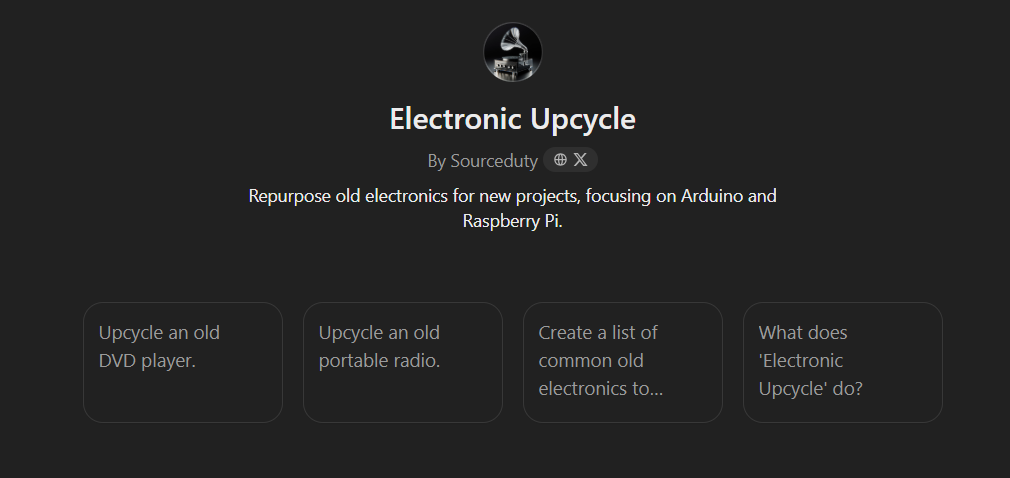 Electronic Upcycle
By Sourceduty
Repurpose old electronics for new projects, focusing on Arduino and
Raspberry Pi.
Upcycle an old
DVD player.
Upcycle an old
portable radio.
Create a list of
common old
electronics to...
What does
'Electronic
Upcycle' do?